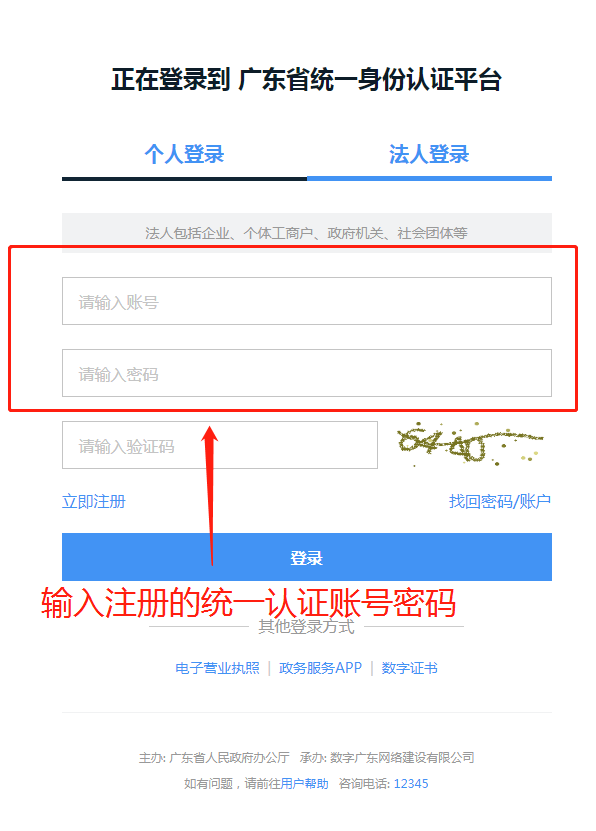 正在登录到 广东省统一身份认证平台
个人登录 法人登录
法人包括企业、个体工商户、政府机关、社会团体等
请输入账号
请输入密码
请输入验证码
立即注册 找回密码/账户
登录
输入注册的统一认证账号密码
其他登录方式
电子营业执照 | 政务服务APP | 数字证书
主办: 广东省人民政府办公厅 承办: 数字广东网络建设有限公司
如有问题，请前往用户帮助 咨询电话: 12345